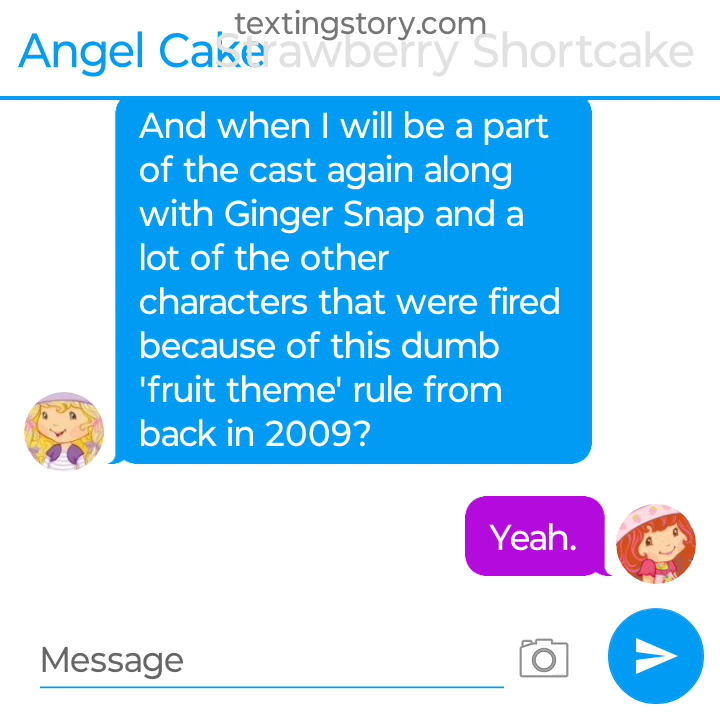 textingstory.com
Angel Cake Strawberry Shortcake
And when I will be a part
of the cast again along
with Ginger Snap and a
lot of the other
characters that were fired
because of this dumb
'fruit theme' rule from
back in 2009?
Yeah.
Message